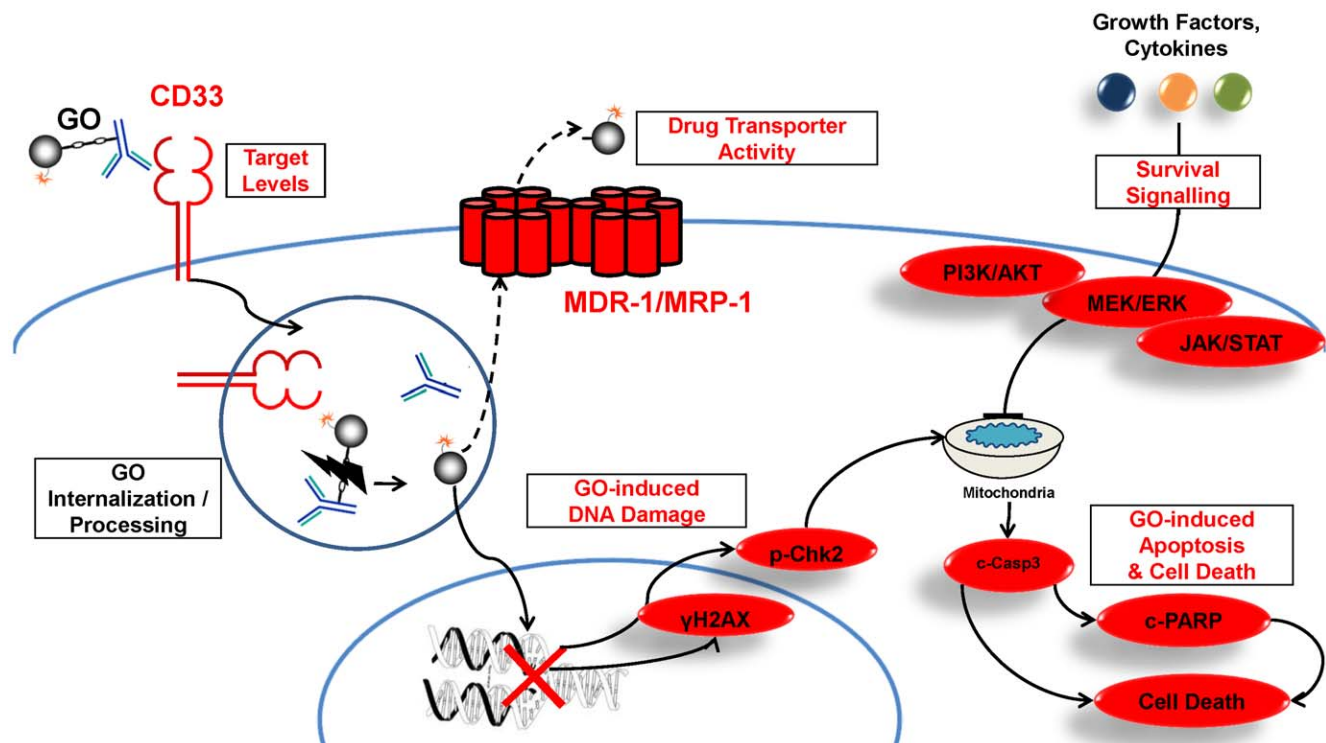 Growth Factors,
Cytokines
GO
CD33
Target
Levels
Drug Transporter
Activity
Survival
Signalling
MDR-1/MRP-1
PI3K/AKT
MEK/ERK
JAK/STAT
GO
Internalization /
Processing
GO-induced
DNA Damage
Mitochondria
p-Chk2
c-Casp3
GO-induced
Apoptosis
& Cell Death
γH2AX
c-PARP
Cell Death